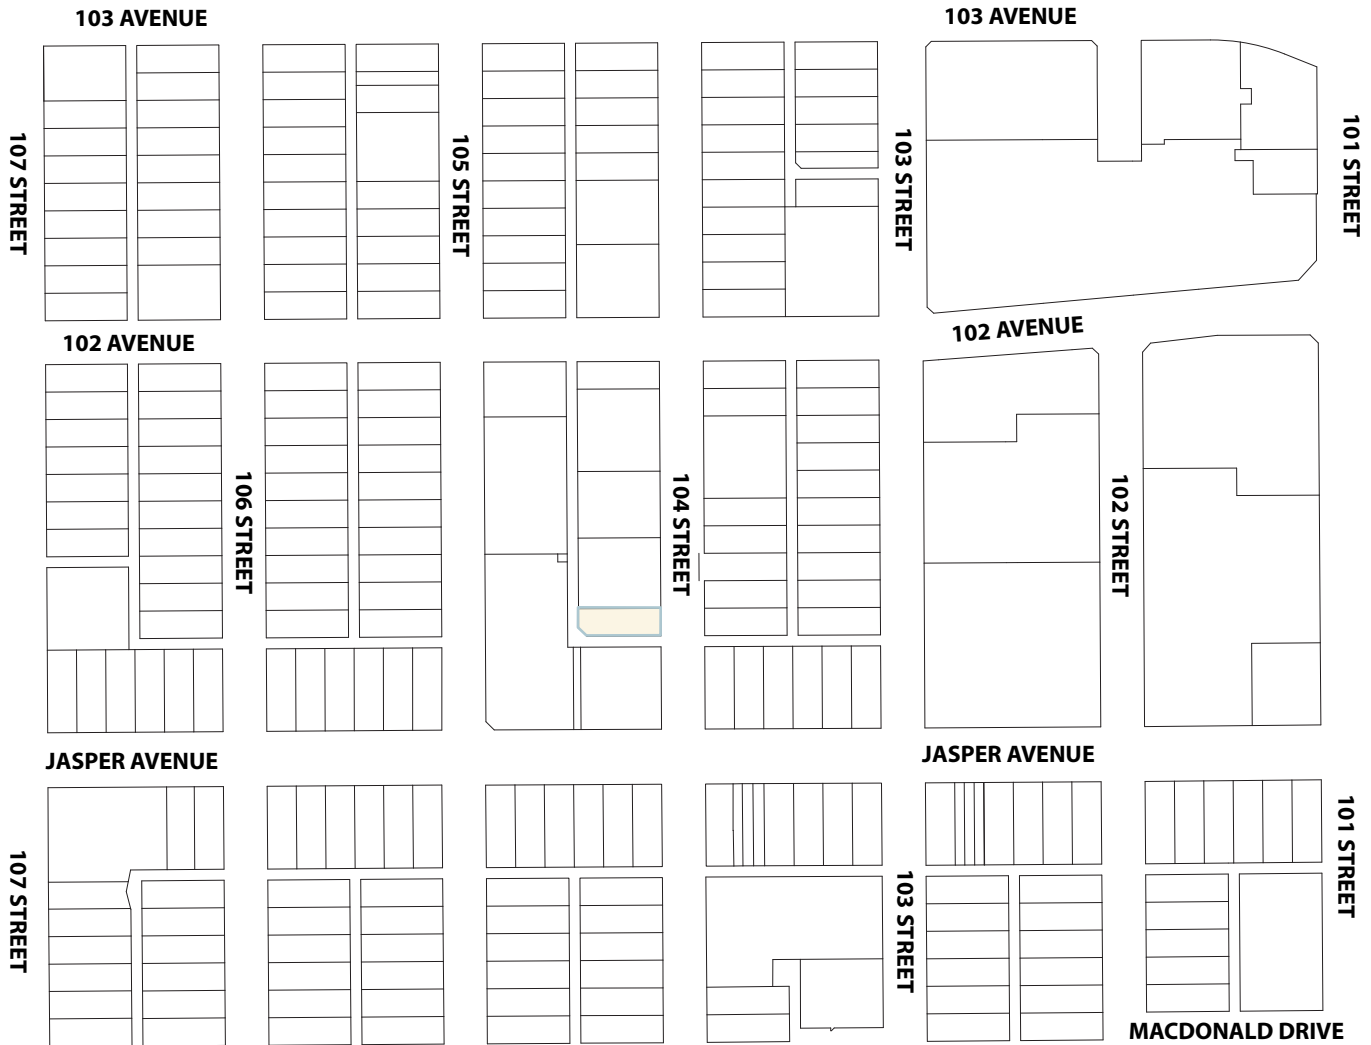 103 AVENUE
103 AVENUE
107 STREET
105 STREET
103 STREET
101 STREET
102 AVENUE
102 AVENUE
106 STREET
104 STREET
102 STREET
JASPER AVENUE
JASPER AVENUE
107 STREET
103 STREET
101 STREET
MACDONALD DRIVE